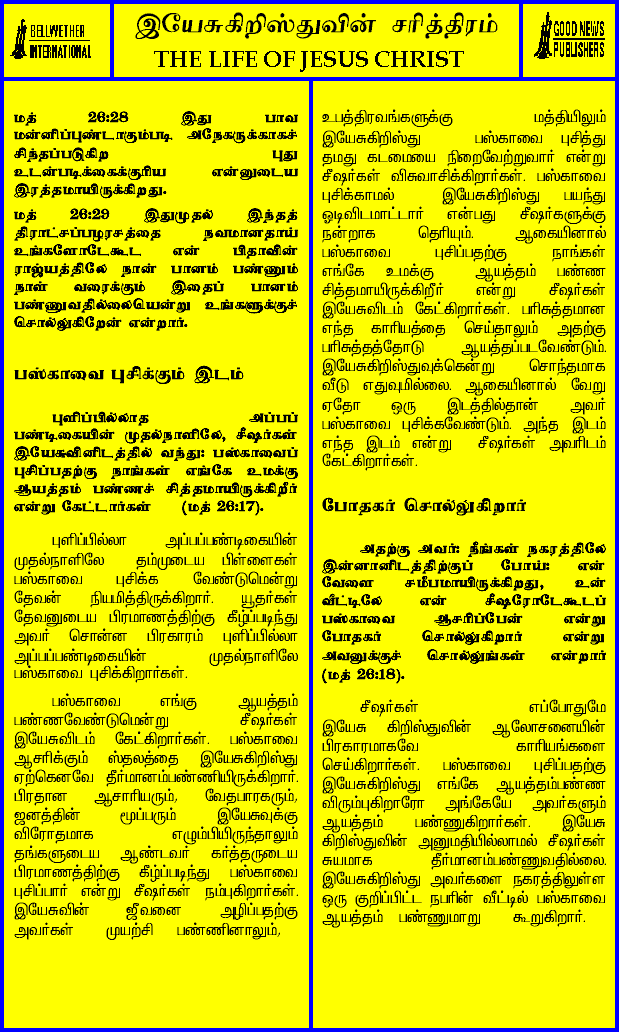 BELLWETHER
INTERNATIONAL
இயேசுகிறிஸ்துவின் சரித்திரம்
THE LIFE OF JESUS CHRIST
GOOD NEWS
PUBLISHERS
மத் 26:28 இது பாவ
மன்னிப்புண்டாகும்படி அநேகருக்காகச்
சிந்தப்படுகிற புது
உடன்படிக்கைக்குரிய என்னுடைய
இரத்தமாயிருக்கிறது.
மத் 26:29 இதுமுதல் இந்தத்
திராட்சப்பழரசத்தை நவமானதாய்
உங்களோடேகூட என் பிதாவின்
ராஜ்யத்திலே நான் பானம் பண்ணும்
நாள் வரைக்கும் இதைப் பானம்
பண்ணுவதில்லையென்று உங்களுக்குச்
சொல்லுகிறேன் என்றார்.
பஸ்காவை புசிக்கும் இடம்
புளிப்பில்லாத அப்பப்
பண்டிகையின் முதல்நாளிலே, சீஷர்கள்
இயேசுவினிடத்தில் வந்து: பஸ்காவைப்
புசிப்பதற்கு நாங்கள் எங்கே உமக்கு
ஆயத்தம் பண்ணச் சித்தமாயிருக்கிறீர்
என்று கேட்டார்கள் (மத் 26:17).
புளிப்பில்லா அப்பப்பண்டிகையின்
முதல்நாளிலே தம்முடைய பிள்ளைகள்
பஸ்காவை புசிக்க வேண்டுமென்று
தேவன் நியமித்திருக்கிறார். யூதர்கள்
தேவனுடைய பிரமாணத்திற்கு கீழ்ப்படிந்து
அவர் சொன்ன பிரகாரம் புளிப்பில்லா
அப்பப்பண்டிகையின் முதல்நாளிலே
பஸ்காவை புசிக்கிறார்கள்.
பஸ்காவை எங்கு ஆயத்தம்
பண்ணவேண்டுமென்று சீஷர்கள்
இயேசுவிடம் கேட்கிறார்கள். பஸ்காவை
ஆசரிக்கும் ஸ்தலத்தை இயேசுகிறிஸ்து
ஏற்கெனவே தீர்மானம்பண்ணியிருக்கிறார்.
பிரதான ஆசாரியரும், வேதபாரகரும்,
ஜனத்தின் மூப்பரும் இயேசுவுக்கு
விரோதமாக எழும்பியிருந்தாலும்
தங்களுடைய ஆண்டவர் கர்த்தருடைய
பிரமாணத்திற்கு கீழ்ப்படிந்து பஸ்காவை
புசிப்பார் என்று சீஷர்கள் நம்புகிறார்கள்.
இயேசுவின் ஜீவனை அழிப்பதற்கு
அவர்கள் முயற்சி பண்ணினாலும்,
உபத்திரவங்களுக்கு மத்தியிலும்
இயேசுகிறிஸ்து பஸ்காவை புசித்து
தமது கடமையை நிறைவேற்றுவார் என்று
சீஷர்கள் விசுவாசிக்கிறார்கள். பஸ்காவை
புசிக்காமல் இயேசுகிறிஸ்து பயந்து
ஓடிவிடமாட்டார் என்பது சீஷர்களுக்கு
நன்றாக தெரியும். ஆகையினால்
பஸ்காவை புசிப்பதற்கு நாங்கள்
எங்கே உமக்கு ஆயத்தம் பண்ண
சித்தமாயிருக்கிறீர் என்று சீஷர்கள்
இயேசுவிடம் கேட்கிறார்கள். பரிசுத்தமான
எந்த காரியத்தை செய்தாலும் அதற்கு
பரிசுத்தத்தோடு ஆயத்தப்படவேண்டும்.
இயேசுகிறிஸ்துவுக்கென்று சொந்தமாக
வீடு எதுவுமில்லை. ஆகையினால் வேறு
ஏதோ ஒரு இடத்தில்தான் அவர்
பஸ்காவை புசிக்கவேண்டும். அந்த இடம்
எந்த இடம் என்று சீஷர்கள் அவரிடம்
கேட்கிறார்கள்.
போதகர் சொல்லுகிறார்
அதற்கு அவர்: நீங்கள் நகரத்திலே
இன்னானிடத்திற்குப் போய்: என்
வேளை சமீபமாயிருக்கிறது, உன்
வீட்டிலே என் சீஷரோடேகூடப்
பஸ்காவை ஆசரிப்பேன் என்று
போதகர் சொல்லுகிறார் என்று
அவனுக்குச் சொல்லுங்கள் என்றார்
(மத் 26:18).
சீஷர்கள் எப்போதுமே
இயேசு கிறிஸ்துவின் ஆலோசனையின்
பிரகாரமாகவே காரியங்களை
செய்கிறார்கள். பஸ்காவை புசிப்பதற்கு
இயேசுகிறிஸ்து எங்கே ஆயத்தம்பண்ண
விரும்புகிறாரோ அங்கேயே அவர்களும்
ஆயத்தம் பண்ணுகிறார்கள். இயேசு
கிறிஸ்துவின் அனுமதியில்லாமல் சீஷர்கள்
சுயமாக தீர்மானம்பண்ணுவதில்லை.
இயேசுகிறிஸ்து அவர்களை நகரத்திலுள்ள
ஒரு குறிப்பிட்ட நபரின் வீட்டில் பஸ்காவை
ஆயத்தம் பண்ணுமாறு கூறுகிறார்.